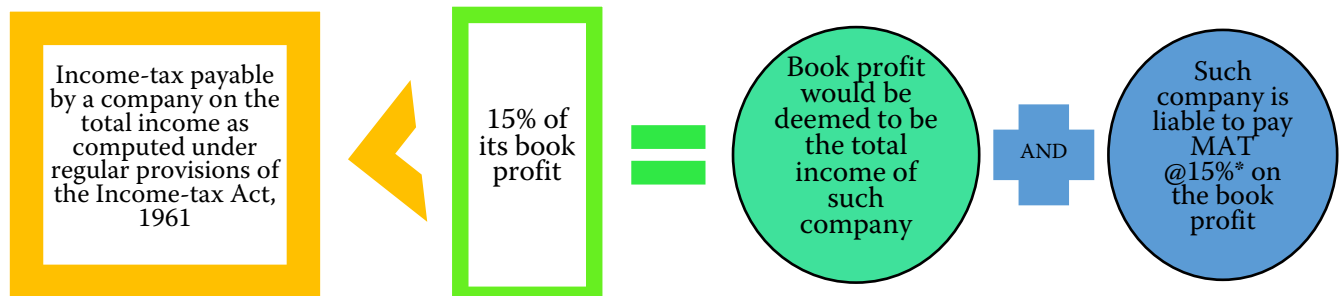 Income-tax payable
by a company on the
total income as
computed under
regular provisions of
the Income-tax Act,
1961
15% of
its book
profit
Book profit
would be
deemed to be
the total
income of
such
company
AND
Such
company is
liable to pay
MAT
@15%* on
the book
profit